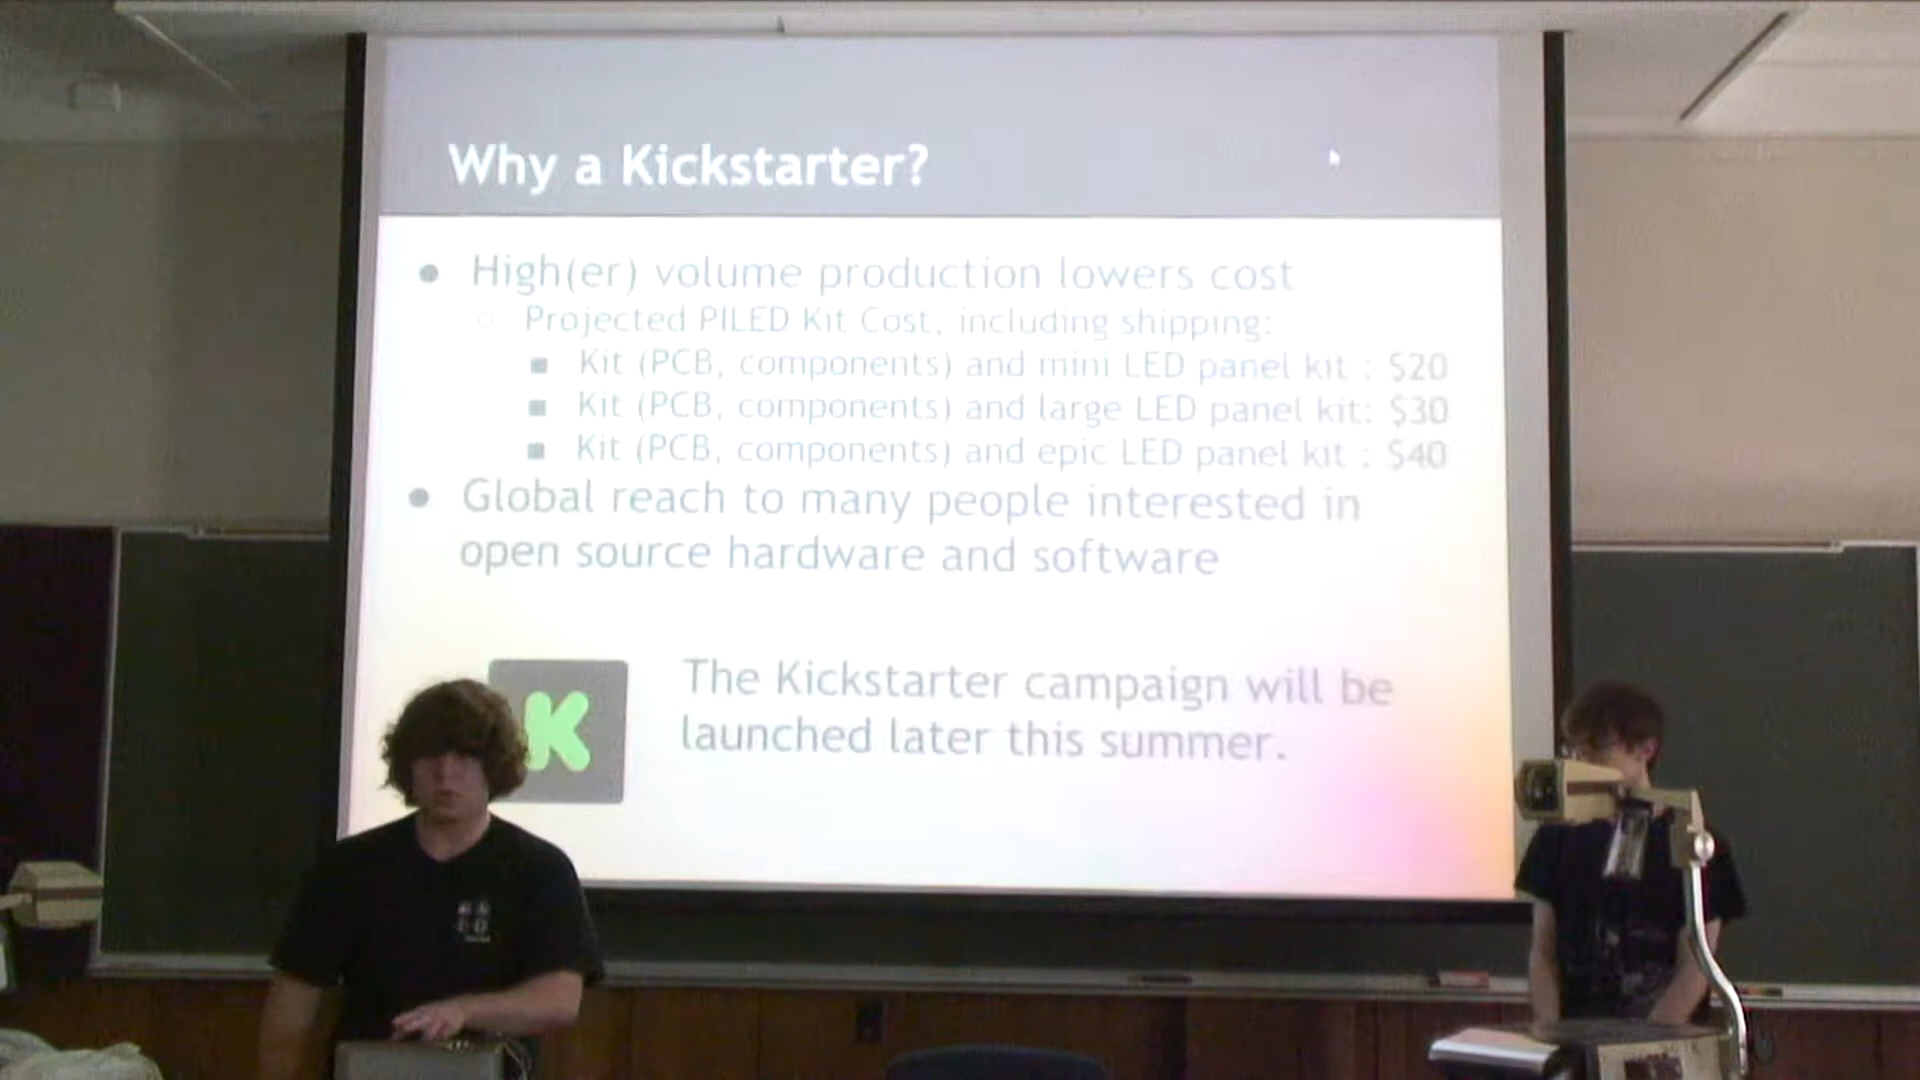 Why a Kickstarter?
High(er) volume production lowers cost
Projected PILED Kit Cost, including shipping:
Kit (PCB, components) and mini LED panel kit : $20
Kit (PCB, components) and large LED panel kit: $30
Kit (PCB, components) and epic LED panel kit : $40
Global reach to many people interested in
open source hardware and software
K
The Kickstarter campaign will be
launched later this summer.